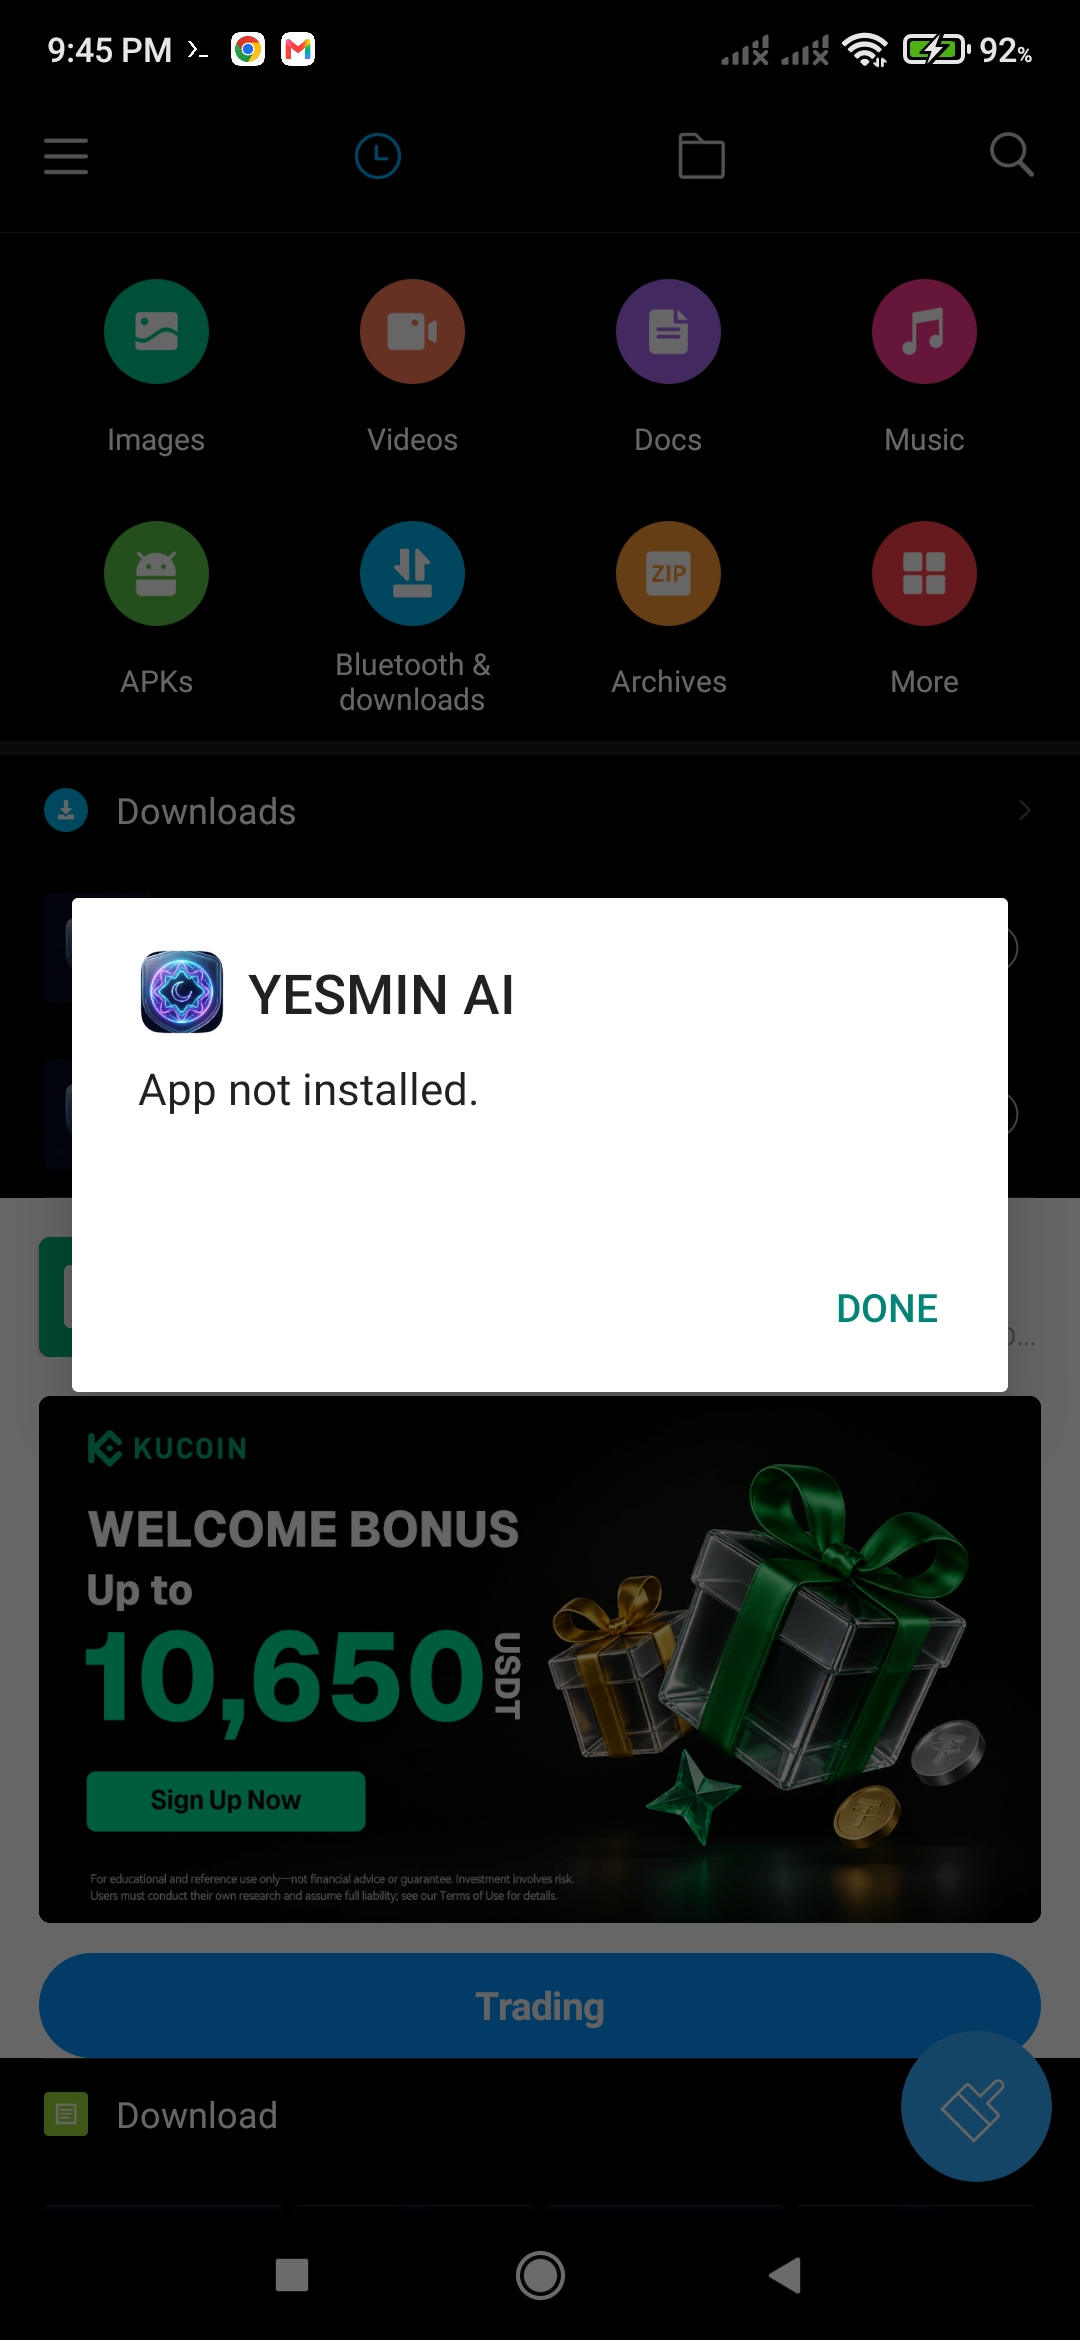 9:45 PM
92%
Images
Videos
Docs
Music
ZIP
APKs
Bluetooth &
downloads
Archives
More
Downloads
YESMIN AI
App not installed.
DONE
KUCOIN
WELCOME BONUS
Up to
10,650
USDT
Sign Up Now
For educational and reference use only—not financial advice or guarantee. Investment involves risk.
Users must conduct their own research and assume full liability; see our Terms of Use for details.
Trading
Download